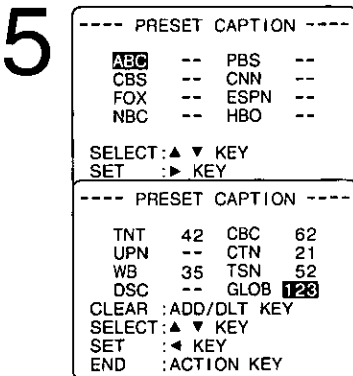 5
---- PRESET CAPTION ----
ABC -- PBS --
CBS -- CNN --
FOX -- ESPN --
NBC -- HBO --
SELECT:▲ ▼ KEY
SET :► KEY
---- PRESET CAPTION ----
TNT 42 CBC 62
UPN -- CTN 21
WB 35 TSN 52
DSC -- GLOB 123
CLEAR :ADD/DLT KEY
SELECT:▲ ▼ KEY
SET :◄ KEY
END :ACTION KEY